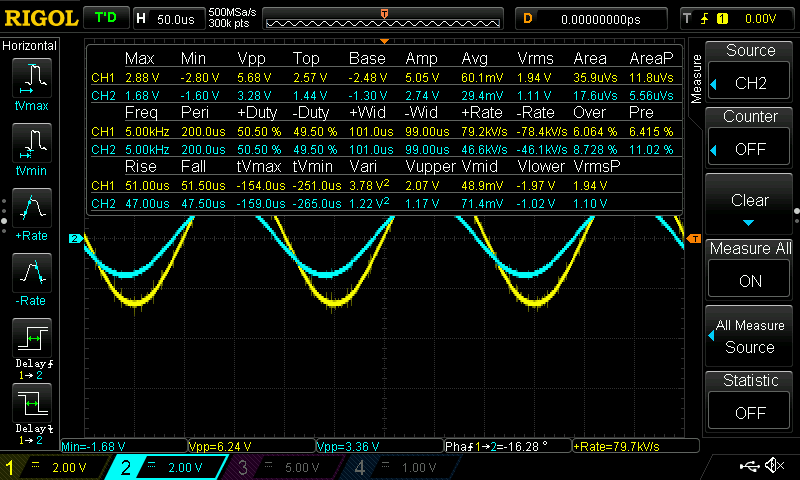 RIGOL T'D H 50.0us 500MSa/s 300k pts T D 0.00000000ps T 1 0.00V
Horizontal
tVmax
tVmin
+Rate
-Rate
Delay
1→2
Delay
1→2
Max Min Vpp Top Base Amp Avg Vrms Area AreaP
CH1 2.88 V -2.80 V 5.68 V 2.57 V -2.48 V 5.05 V 60.1mV 1.94 V 35.9uVs 11.8uVs
CH2 1.68 V -1.60 V 3.28 V 1.44 V -1.30 V 2.74 V 29.4mV 1.11 V 17.6uVs 5.56uVs
Freq Peri +Duty -Duty +Wid -Wid +Rate -Rate Over Pre
CH1 5.00kHz 200.0us 50.50 % 49.50 % 101.0us 99.00us 79.2kV/s -78.4kV/s 6.064 % 6.415 %
CH2 5.00kHz 200.0us 50.50 % 49.50 % 101.0us 99.00us 46.6kV/s -46.1kV/s 8.728 % 11.02 %
Rise Fall tVmax tVmin Vari Vupper Vmid Vlower VrmsP
CH1 51.00us 51.50us -154.0us -251.0us 3.78 V² 2.07 V 48.9mV -1.97 V 1.94 V
CH2 47.00us 47.50us -159.0us -265.0us 1.22 V² 1.17 V 71.4mV -1.02 V 1.10 V
2
T
Measure
Source
CH2
Counter
OFF
Clear
Measure All
ON
All Measure
Source
Statistic
OFF
Min=-1.68 V Vpp=6.24 V Vpp=3.36 V Pha1→2=-16.28 ° +Rate=79.7kV/s
1 2.00 V 2 2.00 V 3 5.00 V 4 1.00 V